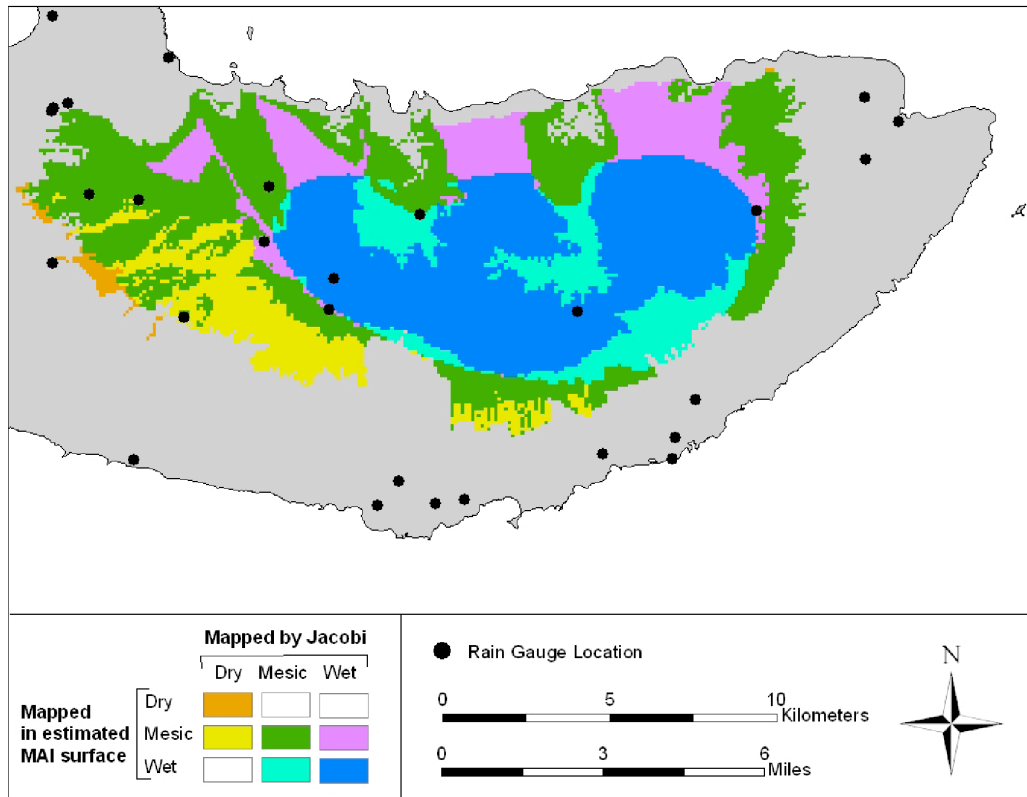 Mapped by Jacobi
Dry Mesic Wet
Mapped
in estimated
MAI surface
Dry
Mesic
Wet
Rain Gauge Location
0 5 10
Kilometers
0 3 6
Miles
N